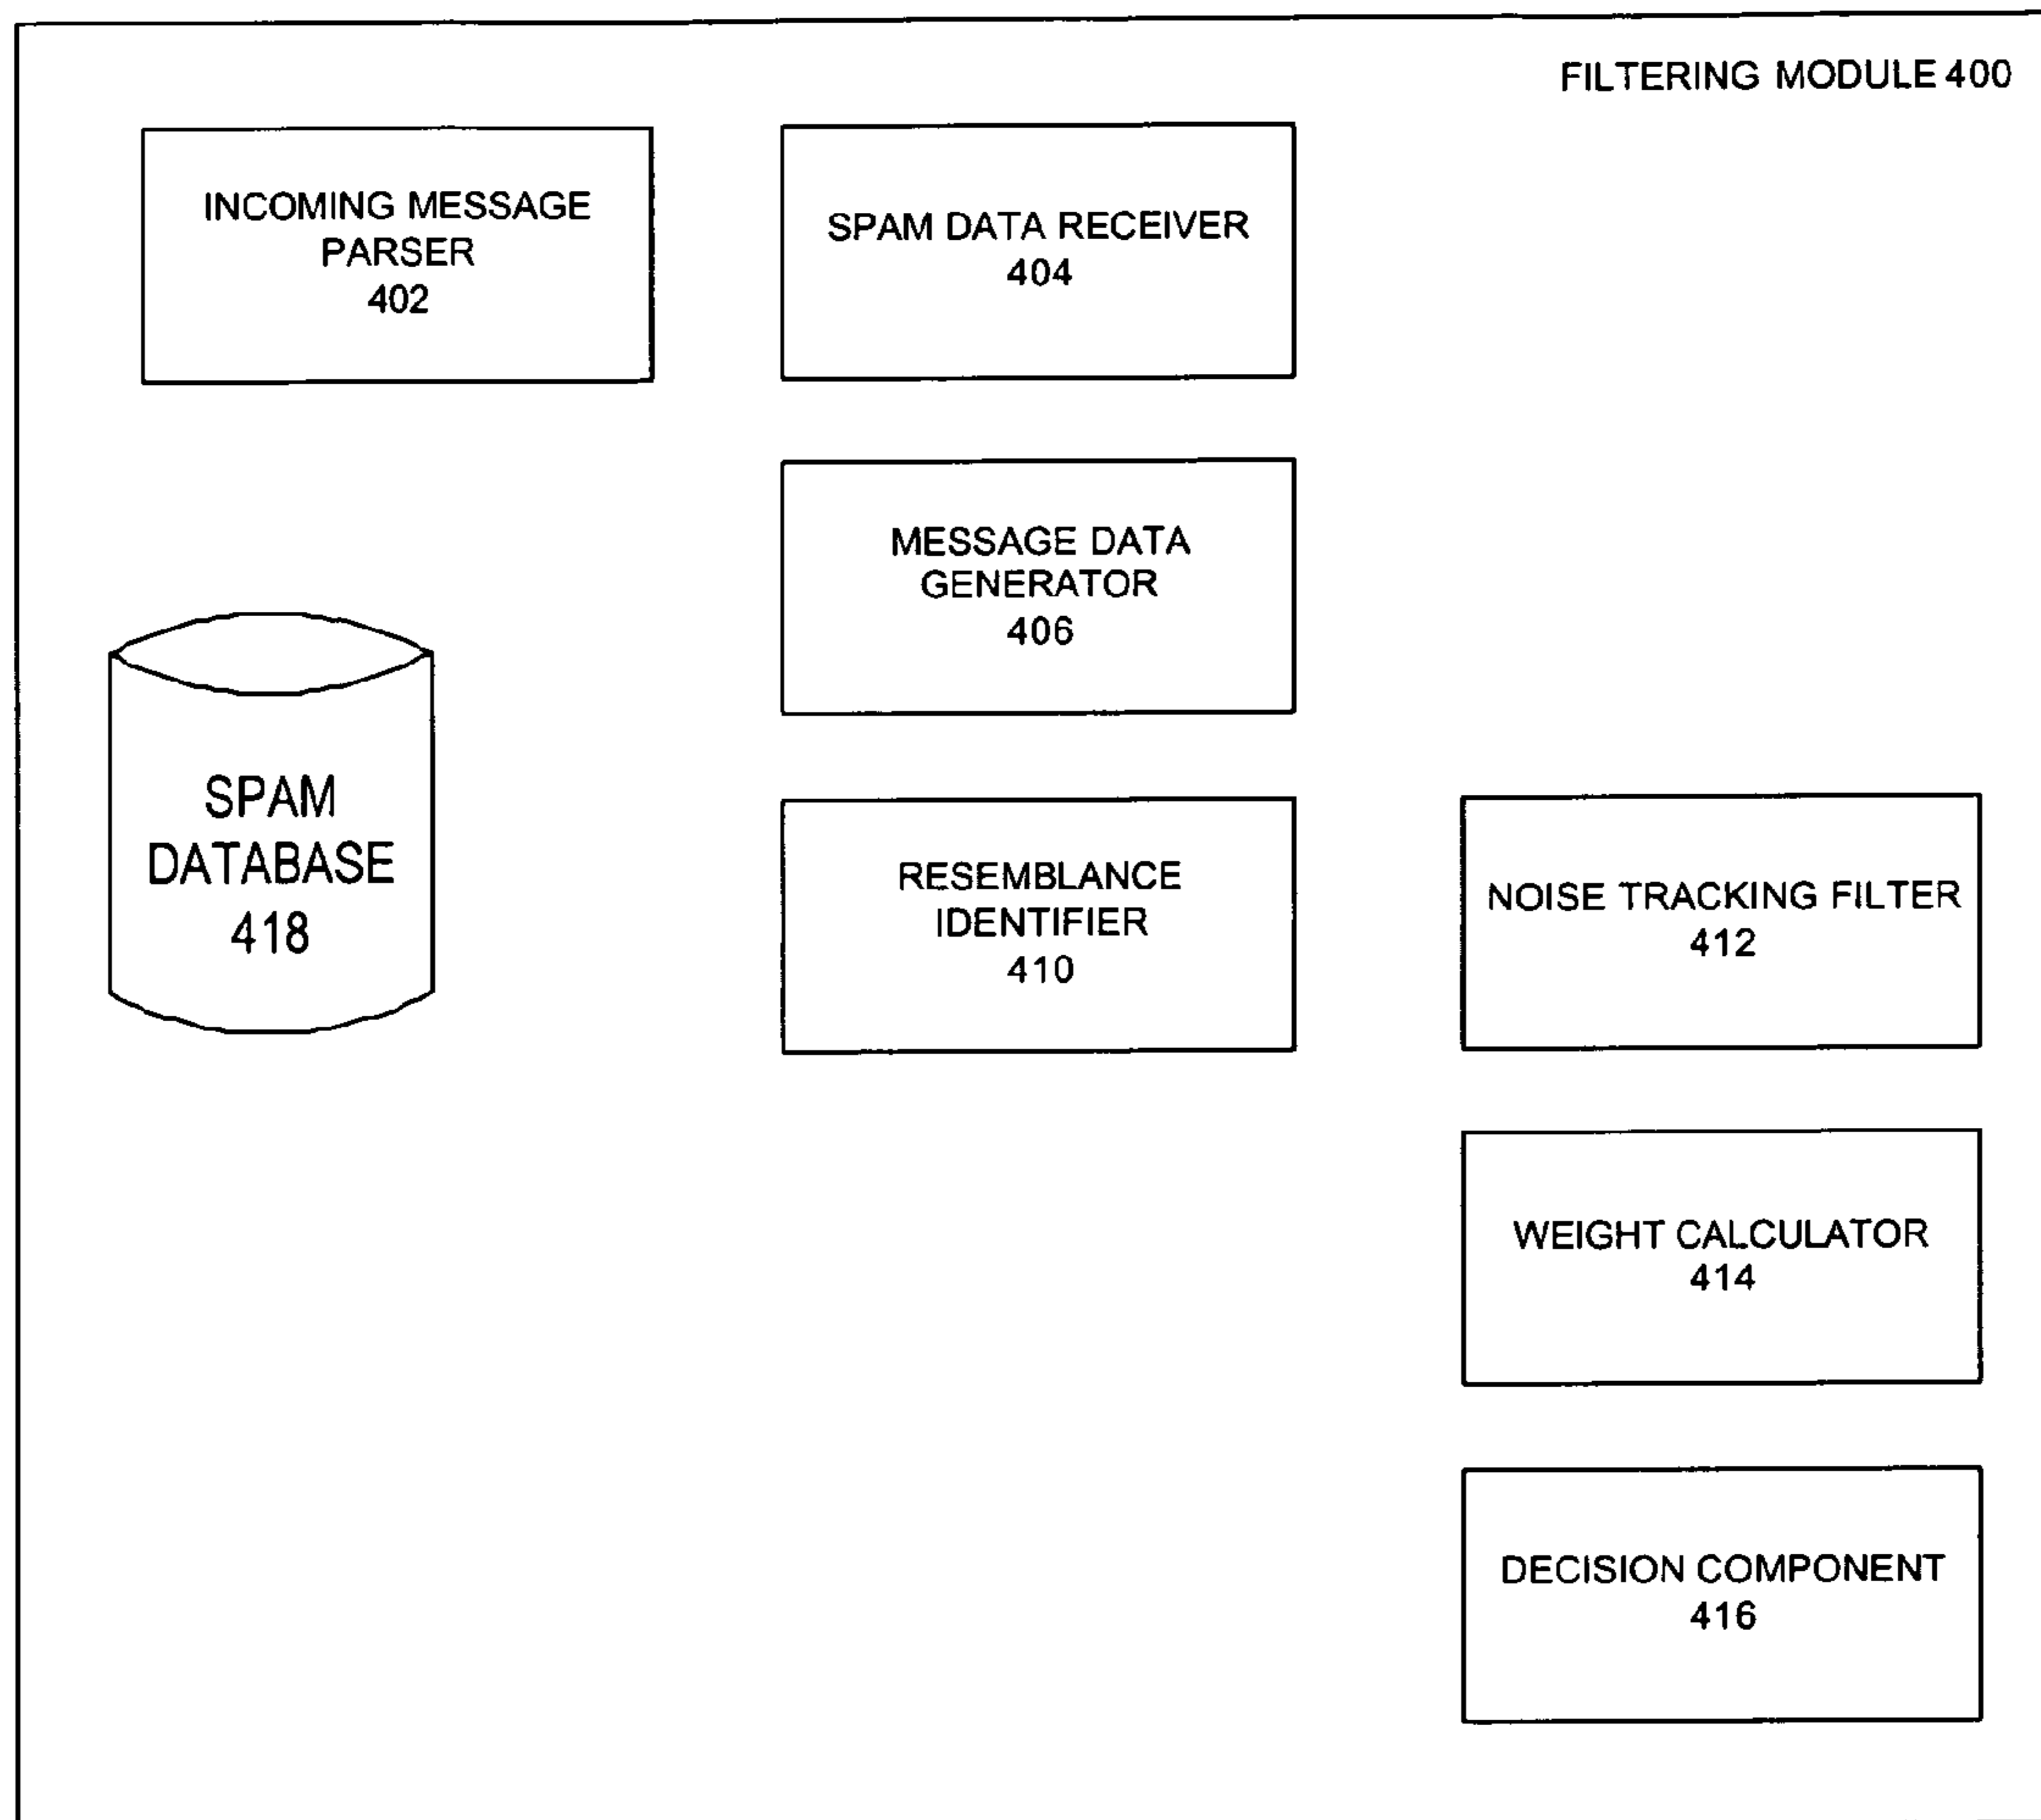 FILTERING MODULE 400
INCOMING MESSAGE
PARSER
402
SPAM DATA RECEIVER
404
MESSAGE DATA
GENERATOR
406
SPAM
DATABASE
418
RESEMBLANCE
IDENTIFIER
410
NOISE TRACKING FILTER
412
WEIGHT CALCULATOR
414
DECISION COMPONENT
416